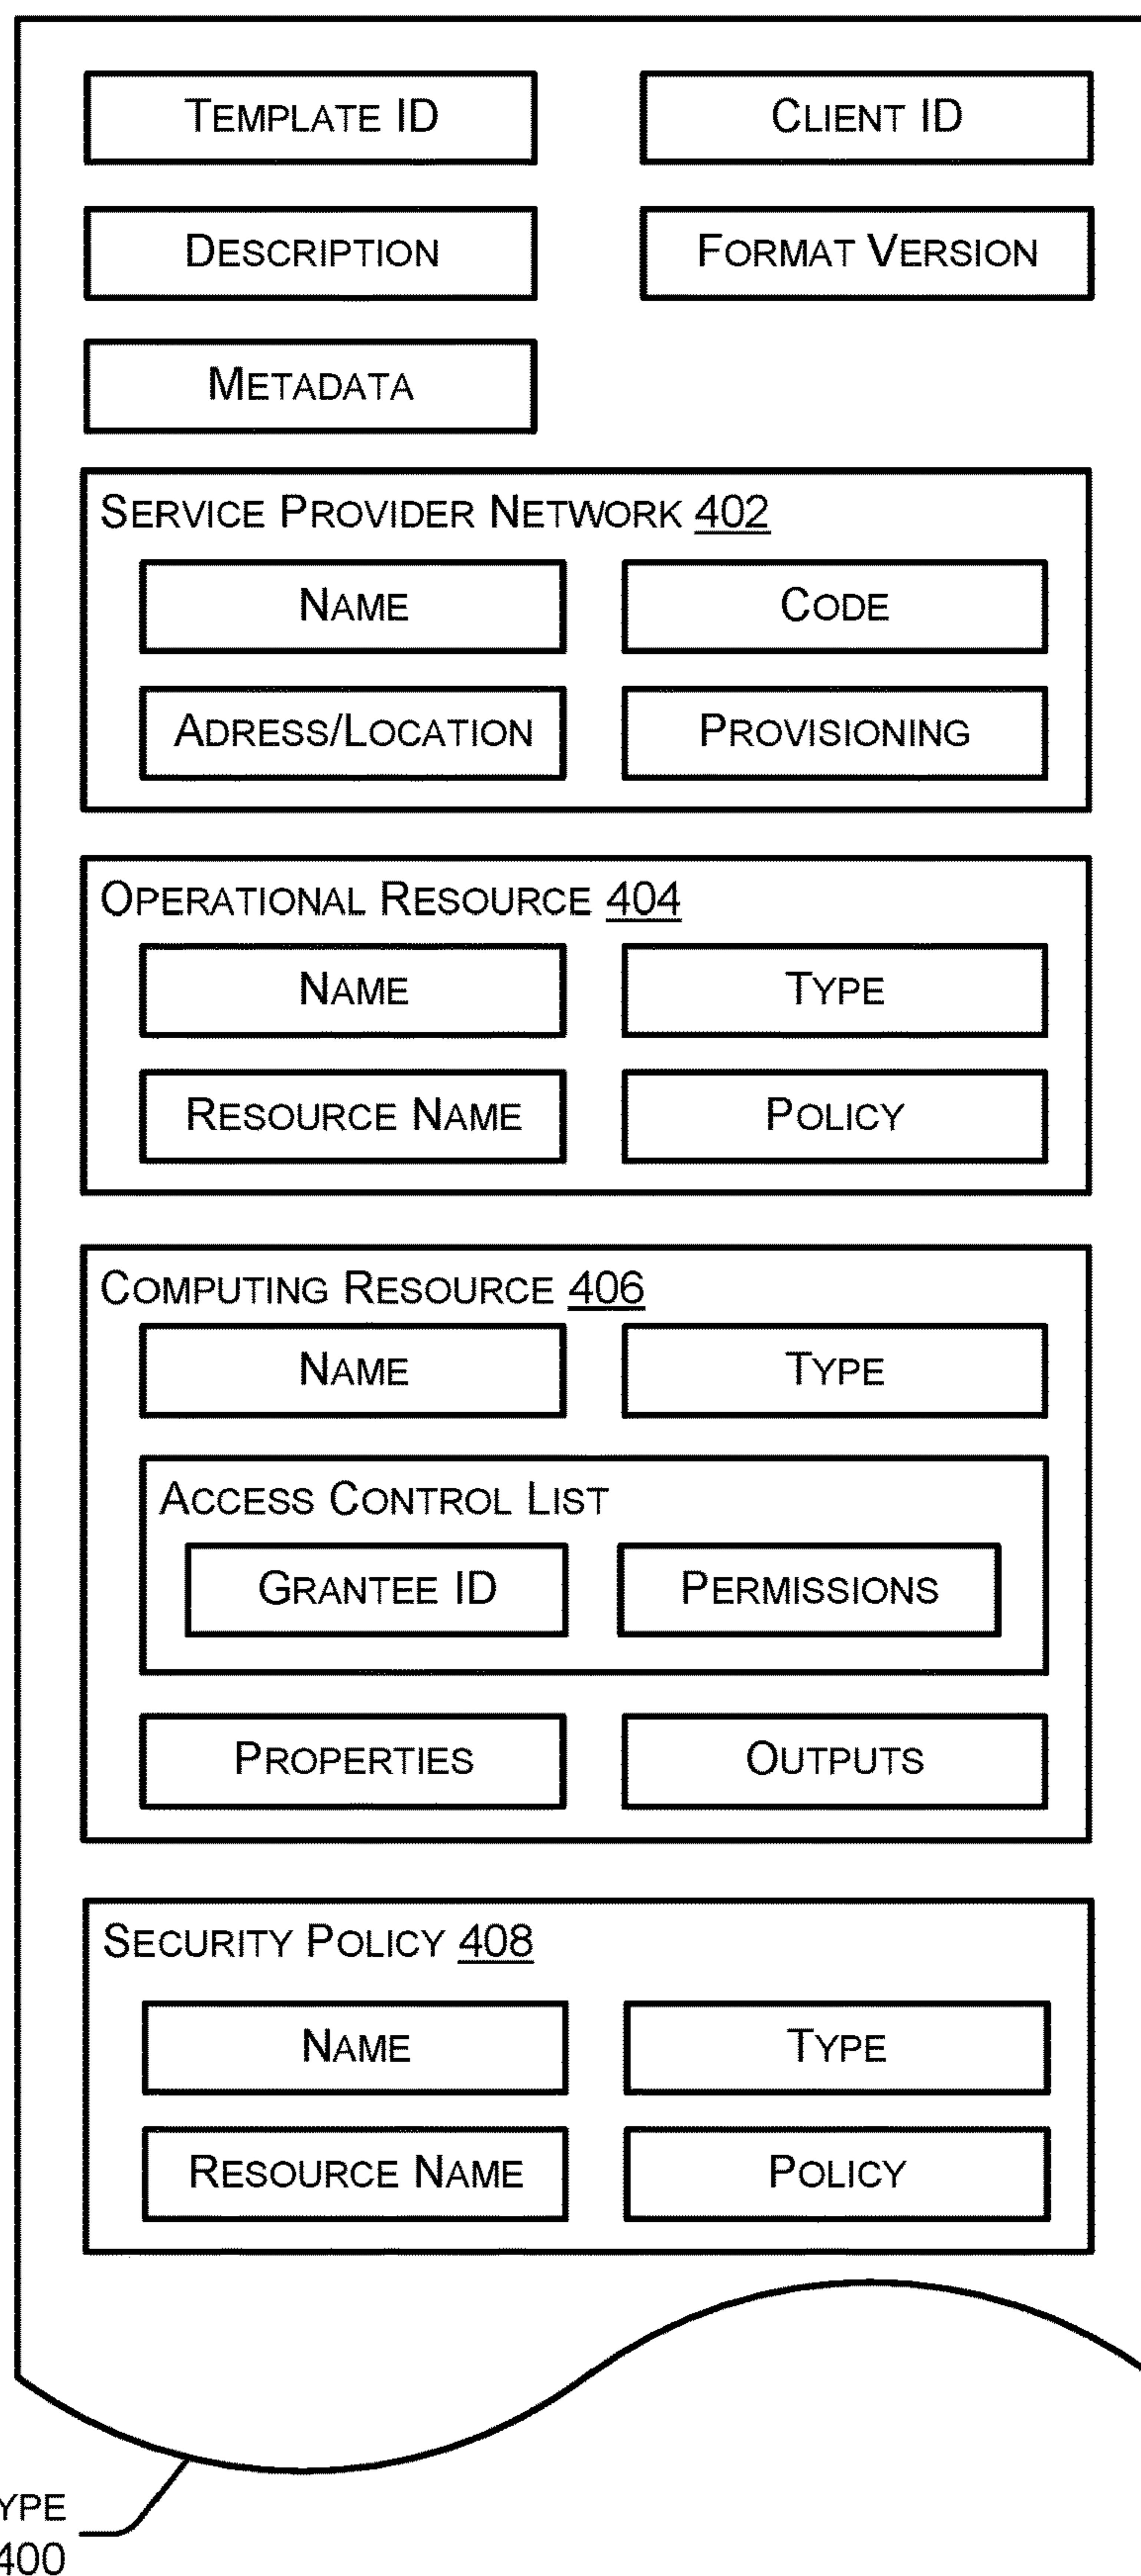 TEMPLATE ID
CLIENT ID
DESCRIPTION
FORMAT VERSION
METADATA
SERVICE PROVIDER NETWORK 402
NAME
CODE
ADRESS/LOCATION
PROVISIONING
OPERATIONAL RESOURCE 404
NAME
TYPE
RESOURCE NAME
POLICY
COMPUTING RESOURCE 406
NAME
TYPE
ACCESS CONTROL LIST
GRANTEE ID
PERMISSIONS
PROPERTIES
OUTPUTS
SECURITY POLICY 408
NAME
TYPE
RESOURCE NAME
POLICY
YPE
400